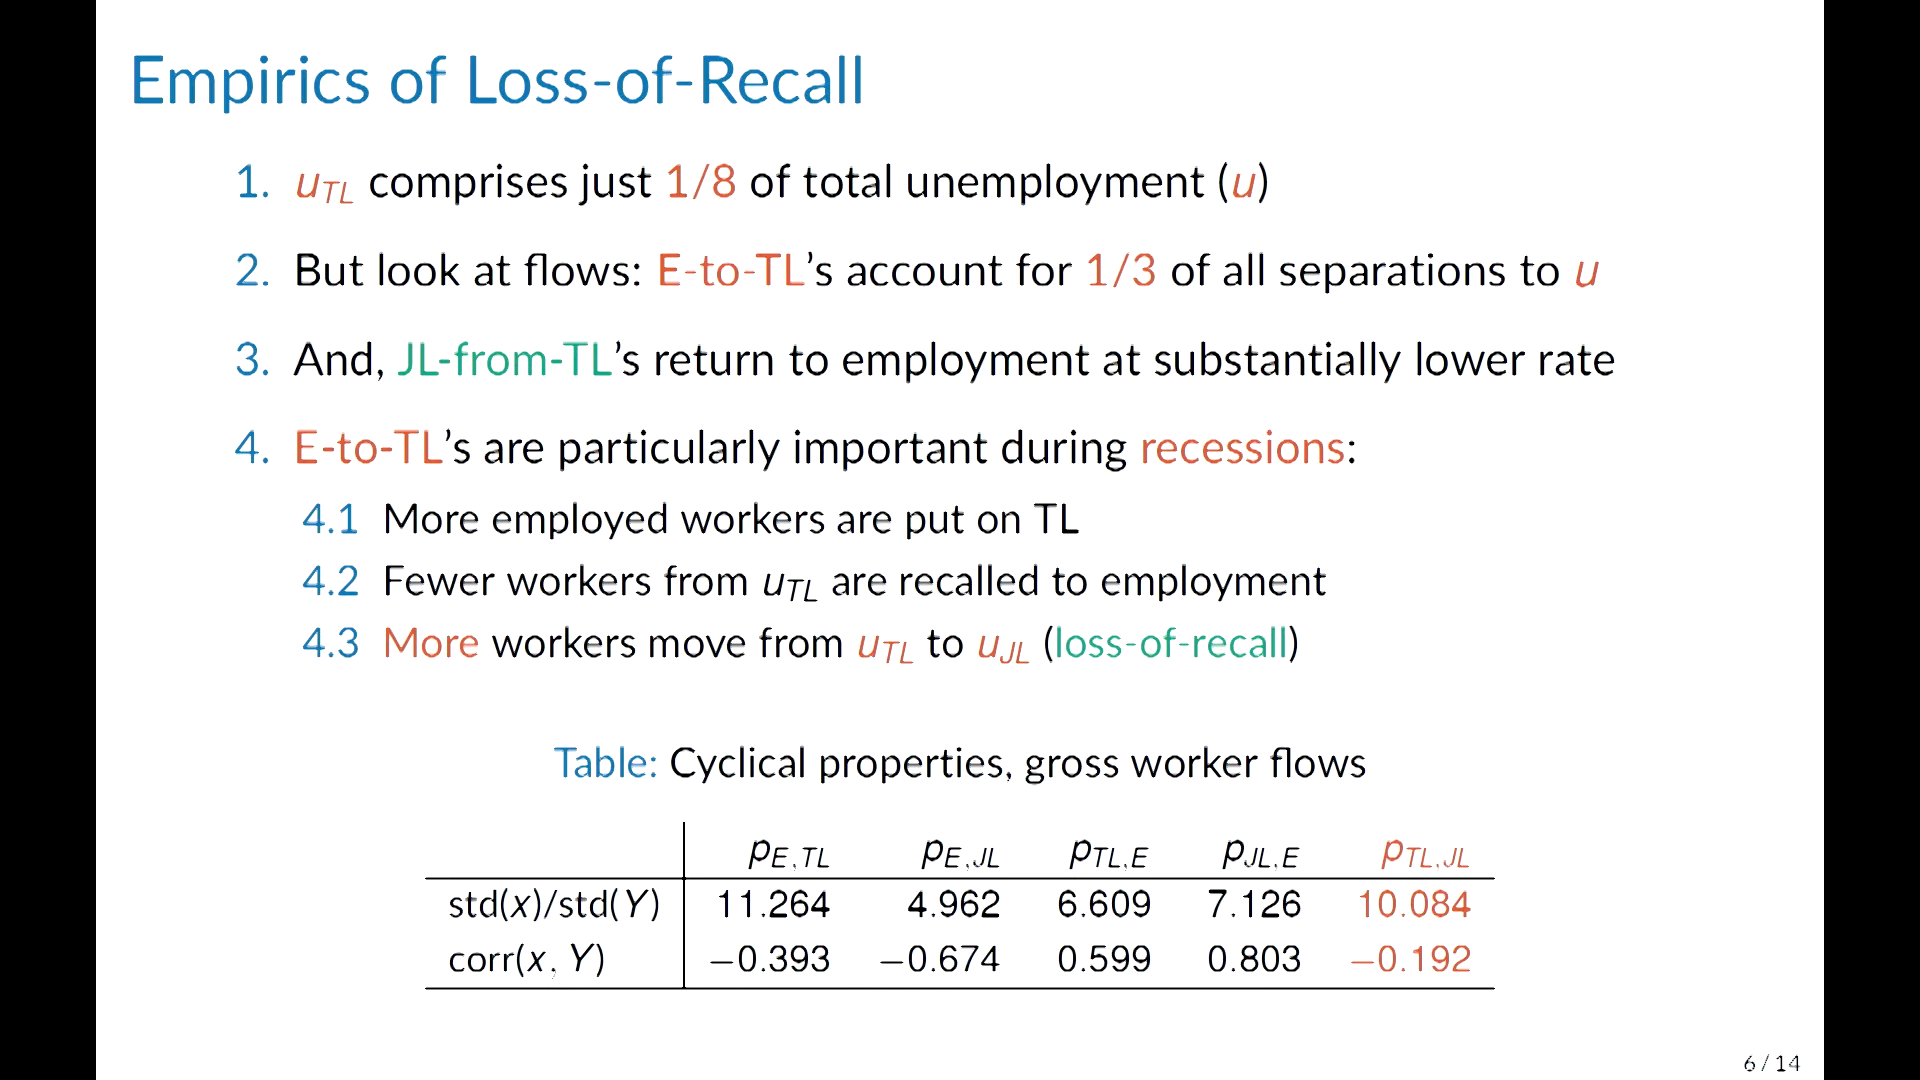 Empirics of Loss-of-Recall
1. u_TL comprises just 1/8 of total unemployment (u)
2. But look at flows: E-to-TL's account for 1/3 of all separations to u
3. And, JL-from-TL's return to employment at substantially lower rate
4. E-to-TL's are particularly important during recessions:
4.1 More employed workers are put on TL
4.2 Fewer workers from u_TL are recalled to employment
4.3 More workers move from u_TL to u_JL (loss-of-recall)
Table: Cyclical properties, gross worker flows
p_E,TL p_E,JL p_TL,E p_JL,E p_TL,JL
std(x)/std(Y) 11.264 4.962 6.609 7.126 10.084
corr(x, Y) −0.393 −0.674 0.599 0.803 −0.192
6 / 14